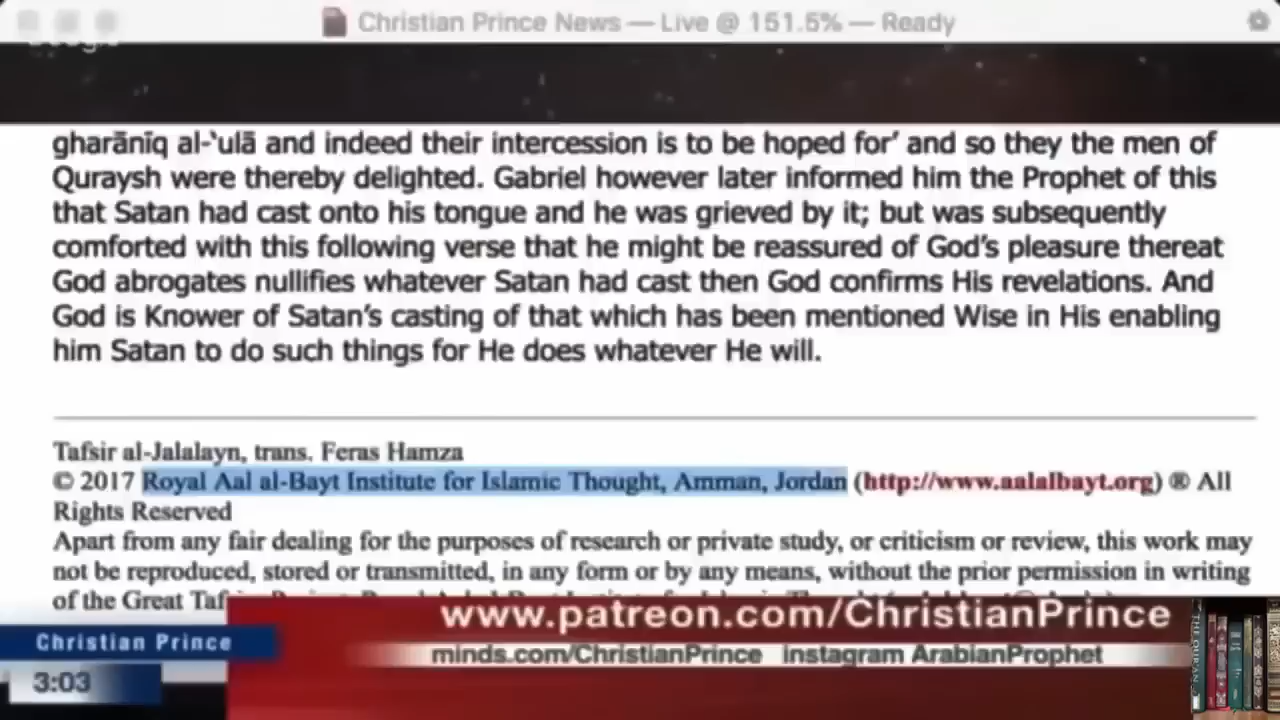 Christian Prince News — Live @ 151.5% — Ready
gharānīq al-‘ulā and indeed their intercession is to be hoped for’ and so they the men of
Quraysh were thereby delighted. Gabriel however later informed him the Prophet of this
that Satan had cast onto his tongue and he was grieved by it; but was subsequently
comforted with this following verse that he might be reassured of God’s pleasure thereat
God abrogates nullifies whatever Satan had cast then God confirms His revelations. And
God is Knower of Satan’s casting of that which has been mentioned Wise in His enabling
him Satan to do such things for He does whatever He will.
Tafsir al-Jalalayn, trans. Feras Hamza
© 2017 Royal Aal al-Bayt Institute for Islamic Thought, Amman, Jordan (http://www.aalalbayt.org) ® All
Rights Reserved
Apart from any fair dealing for the purposes of research or private study, or criticism or review, this work may
not be reproduced, stored or transmitted, in any form or by any means, without the prior permission in writing
of the Great
www.patreon.com/ChristianPrince
Christian Prince
minds.com/ChristianPrince instagram ArabianProphet
3:03
THE QUR'AN